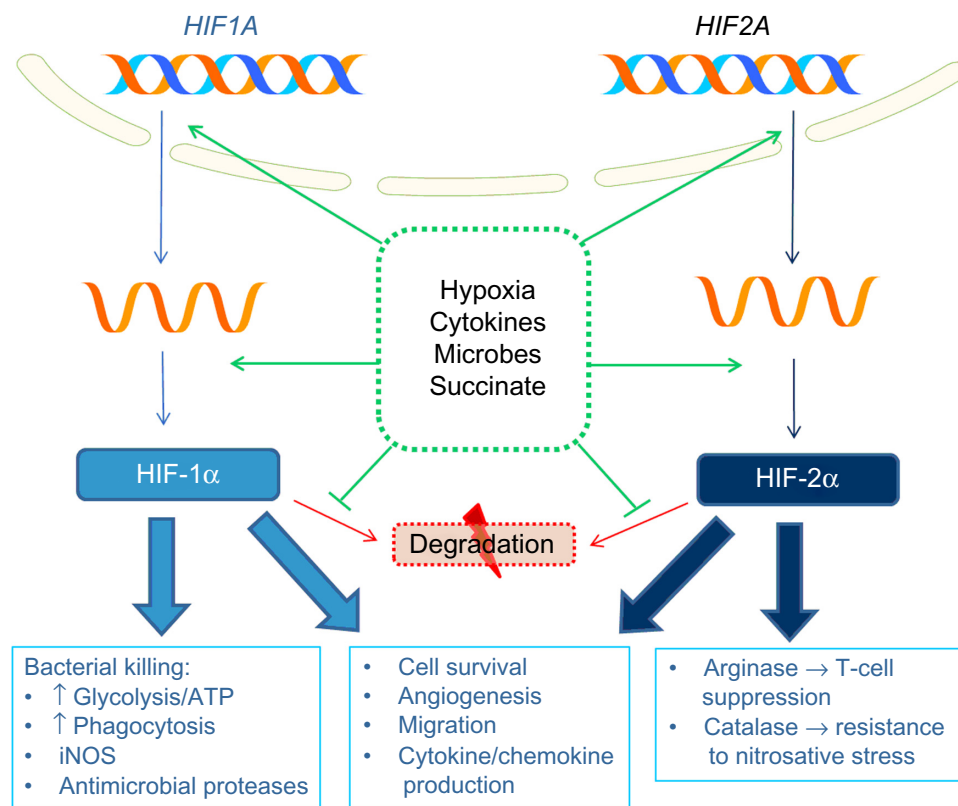 HIF1A
HIF2A
Hypoxia
Cytokines
Microbes
Succinate
HIF-1α
HIF-2α
Degradation
Bacterial killing:
• ↑ Glycolysis/ATP
• ↑ Phagocytosis
• iNOS
• Antimicrobial proteases
• Cell survival
• Angiogenesis
• Migration
• Cytokine/chemokine
production
• Arginase → T-cell
suppression
• Catalase → resistance
to nitrosative stress